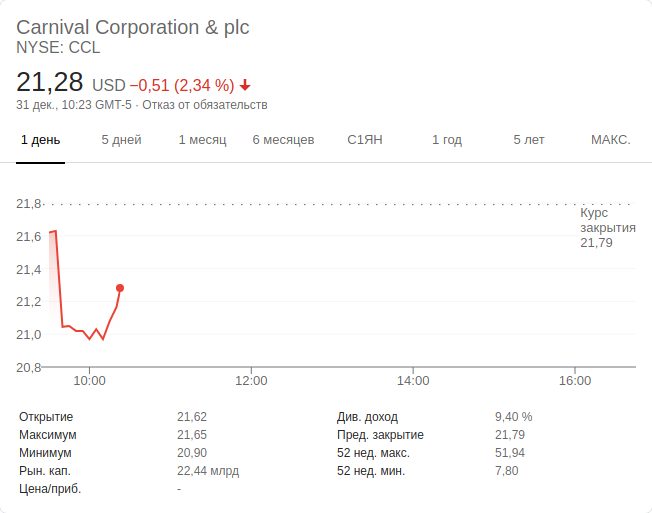 Carnival Corporation & plc
NYSE: CCL
21,28 USD −0,51 (2,34 %)
31 дек., 10:23 GMT-5 · Отказ от обязательств
1 день 5 дней 1 месяц 6 месяцев С1ЯН 1 год 5 лет МАКС.
21,8
Курс
закрытия
21,79
21,6
21,4
21,2
21,0
20,8
10:00 12:00 14:00 16:00
Открытие 21,62 Див. доход 9,40 %
Максимум 21,65 Пред. закрытие 21,79
Минимум 20,90 52 нед. макс. 51,94
Рын. кап. 22,44 млрд 52 нед. мин. 7,80
Цена/приб. -